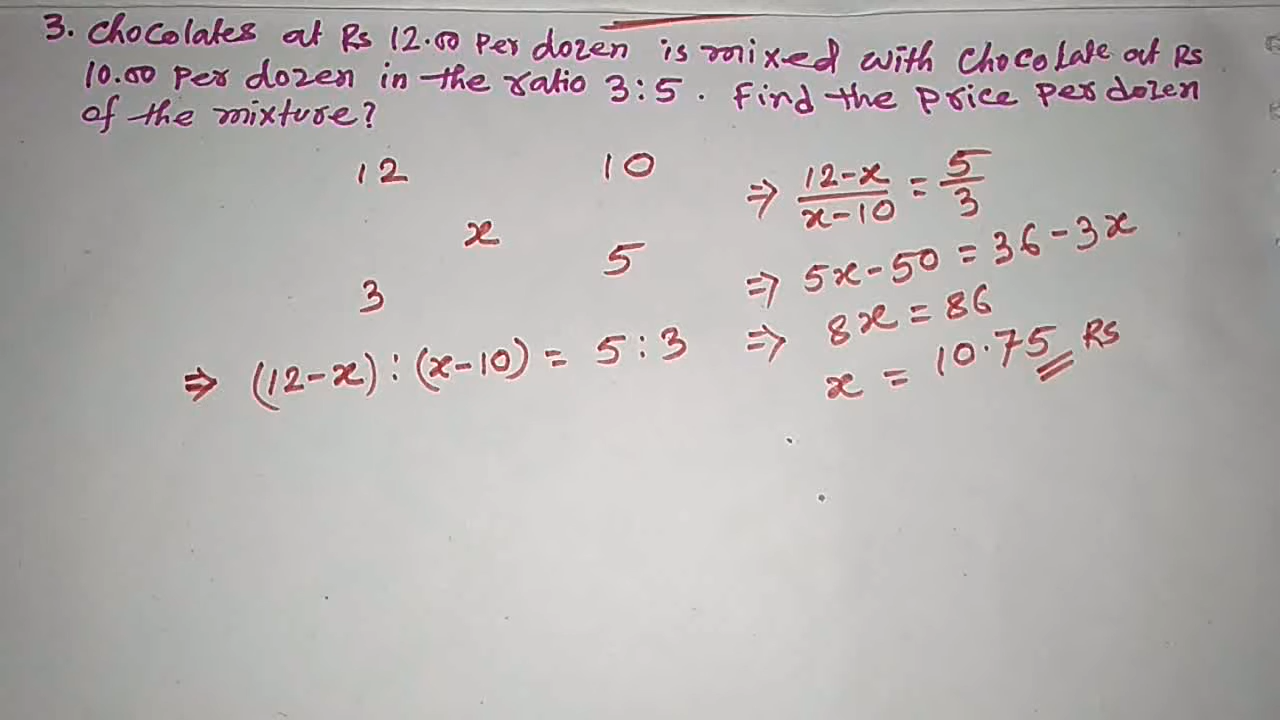 3. Chocolates at Rs 12.00 Per dozen is mixed with Chocolate at Rs
10.00 Per dozen in the ratio 3:5. Find the price per dozen
of the mixture?
12 10
x
3 5
⇒ (12-x) : (x-10) = 5:3
⇒ 12-x/x-10 = 5/3
⇒ 5x-50 = 36-3x
⇒ 8x = 86
x = 10.75 Rs